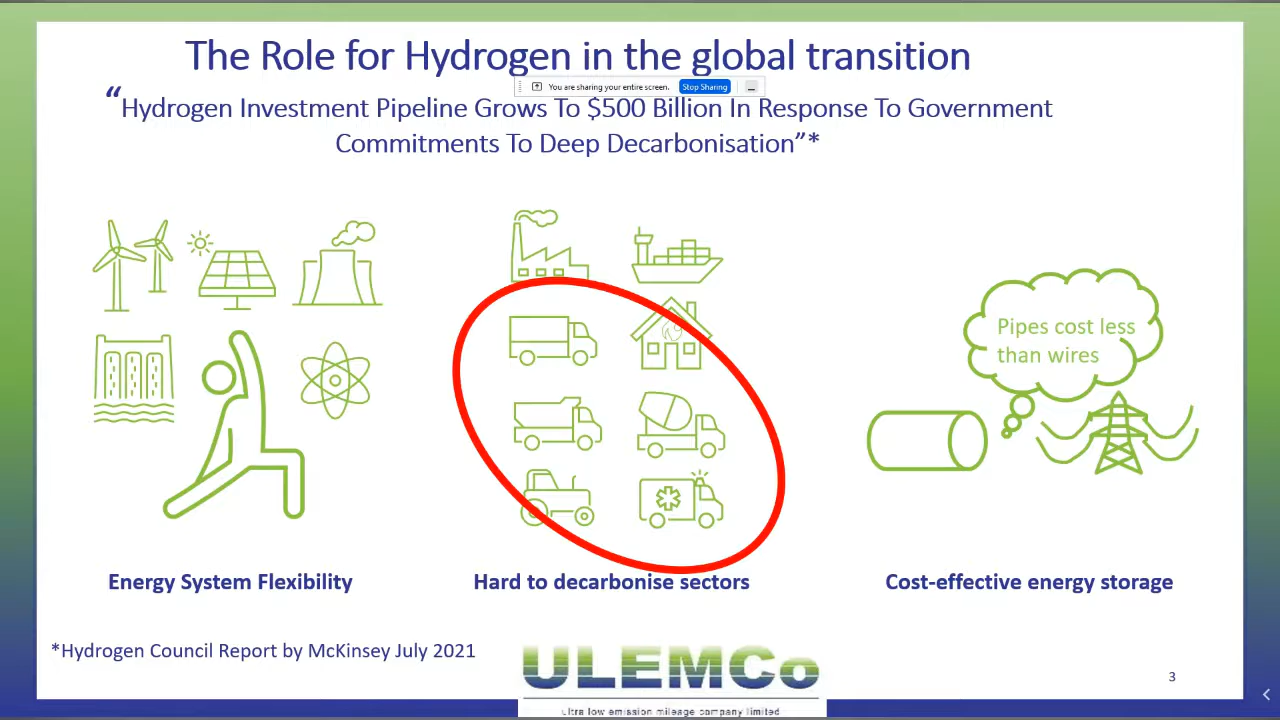 The Role for Hydrogen in the global transition
You are sharing your entire screen.
Stop Sharing
“Hydrogen Investment Pipeline Grows To $500 Billion In Response To Government
Commitments To Deep Decarbonisation”*
Pipes cost less
than wires
Energy System Flexibility
Hard to decarbonise sectors
Cost-effective energy storage
*Hydrogen Council Report by McKinsey July 2021
ULEMCo
Ultra low emission mileage company limited
3